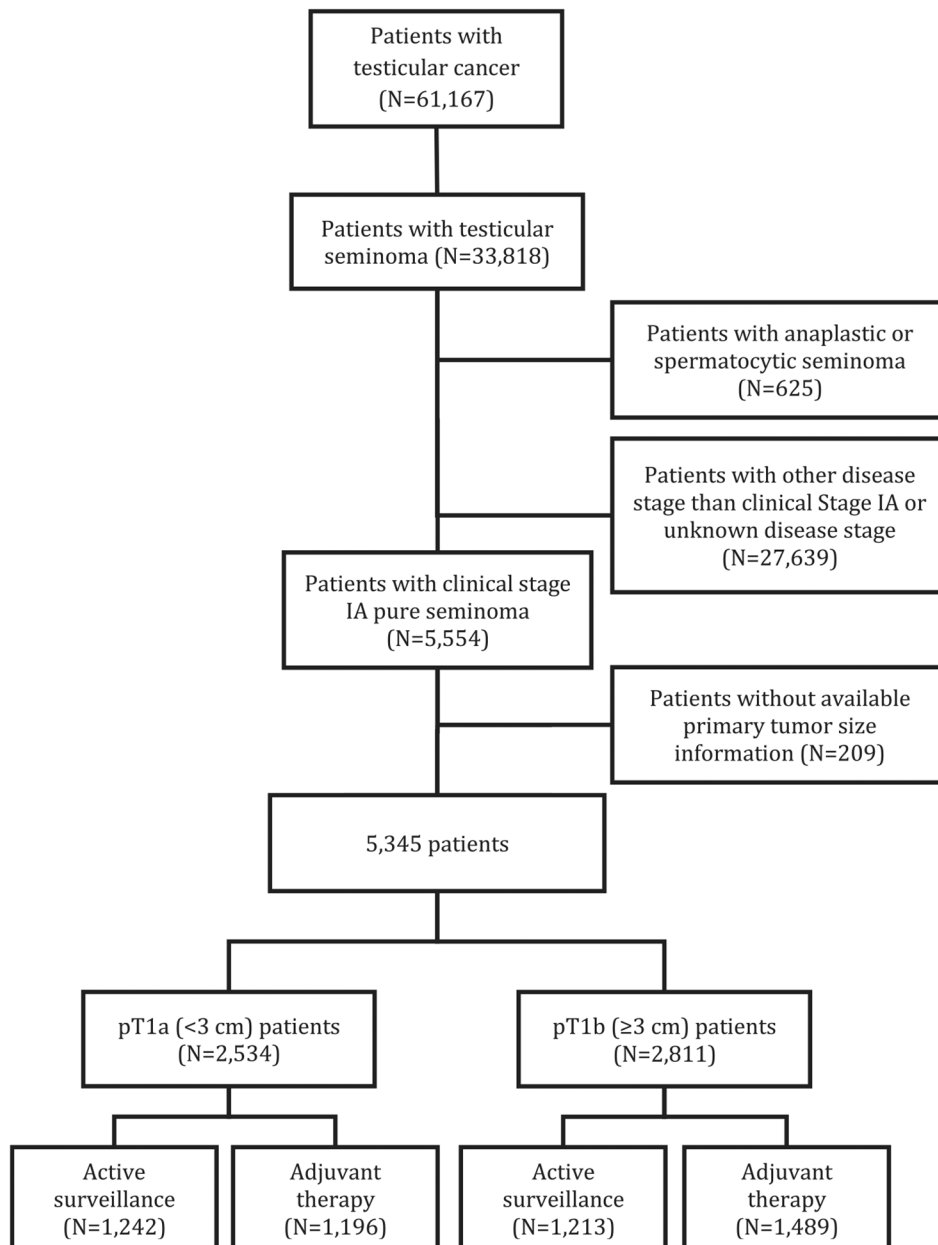 Patients with
testicular cancer
(N=61,167)
Patients with testicular
seminoma (N=33,818)
Patients with anaplastic or
spermatocytic seminoma
(N=625)
Patients with other disease
stage than clinical Stage IA or
unknown disease stage
(N=27,639)
Patients with clinical stage
IA pure seminoma
(N=5,554)
Patients without available
primary tumor size
information (N=209)
5,345 patients
pT1a (<3 cm) patients
(N=2,534)
pT1b (≥3 cm) patients
(N=2,811)
Active
surveillance
(N=1,242)
Adjuvant
therapy
(N=1,196)
Active
surveillance
(N=1,213)
Adjuvant
therapy
(N=1,489)